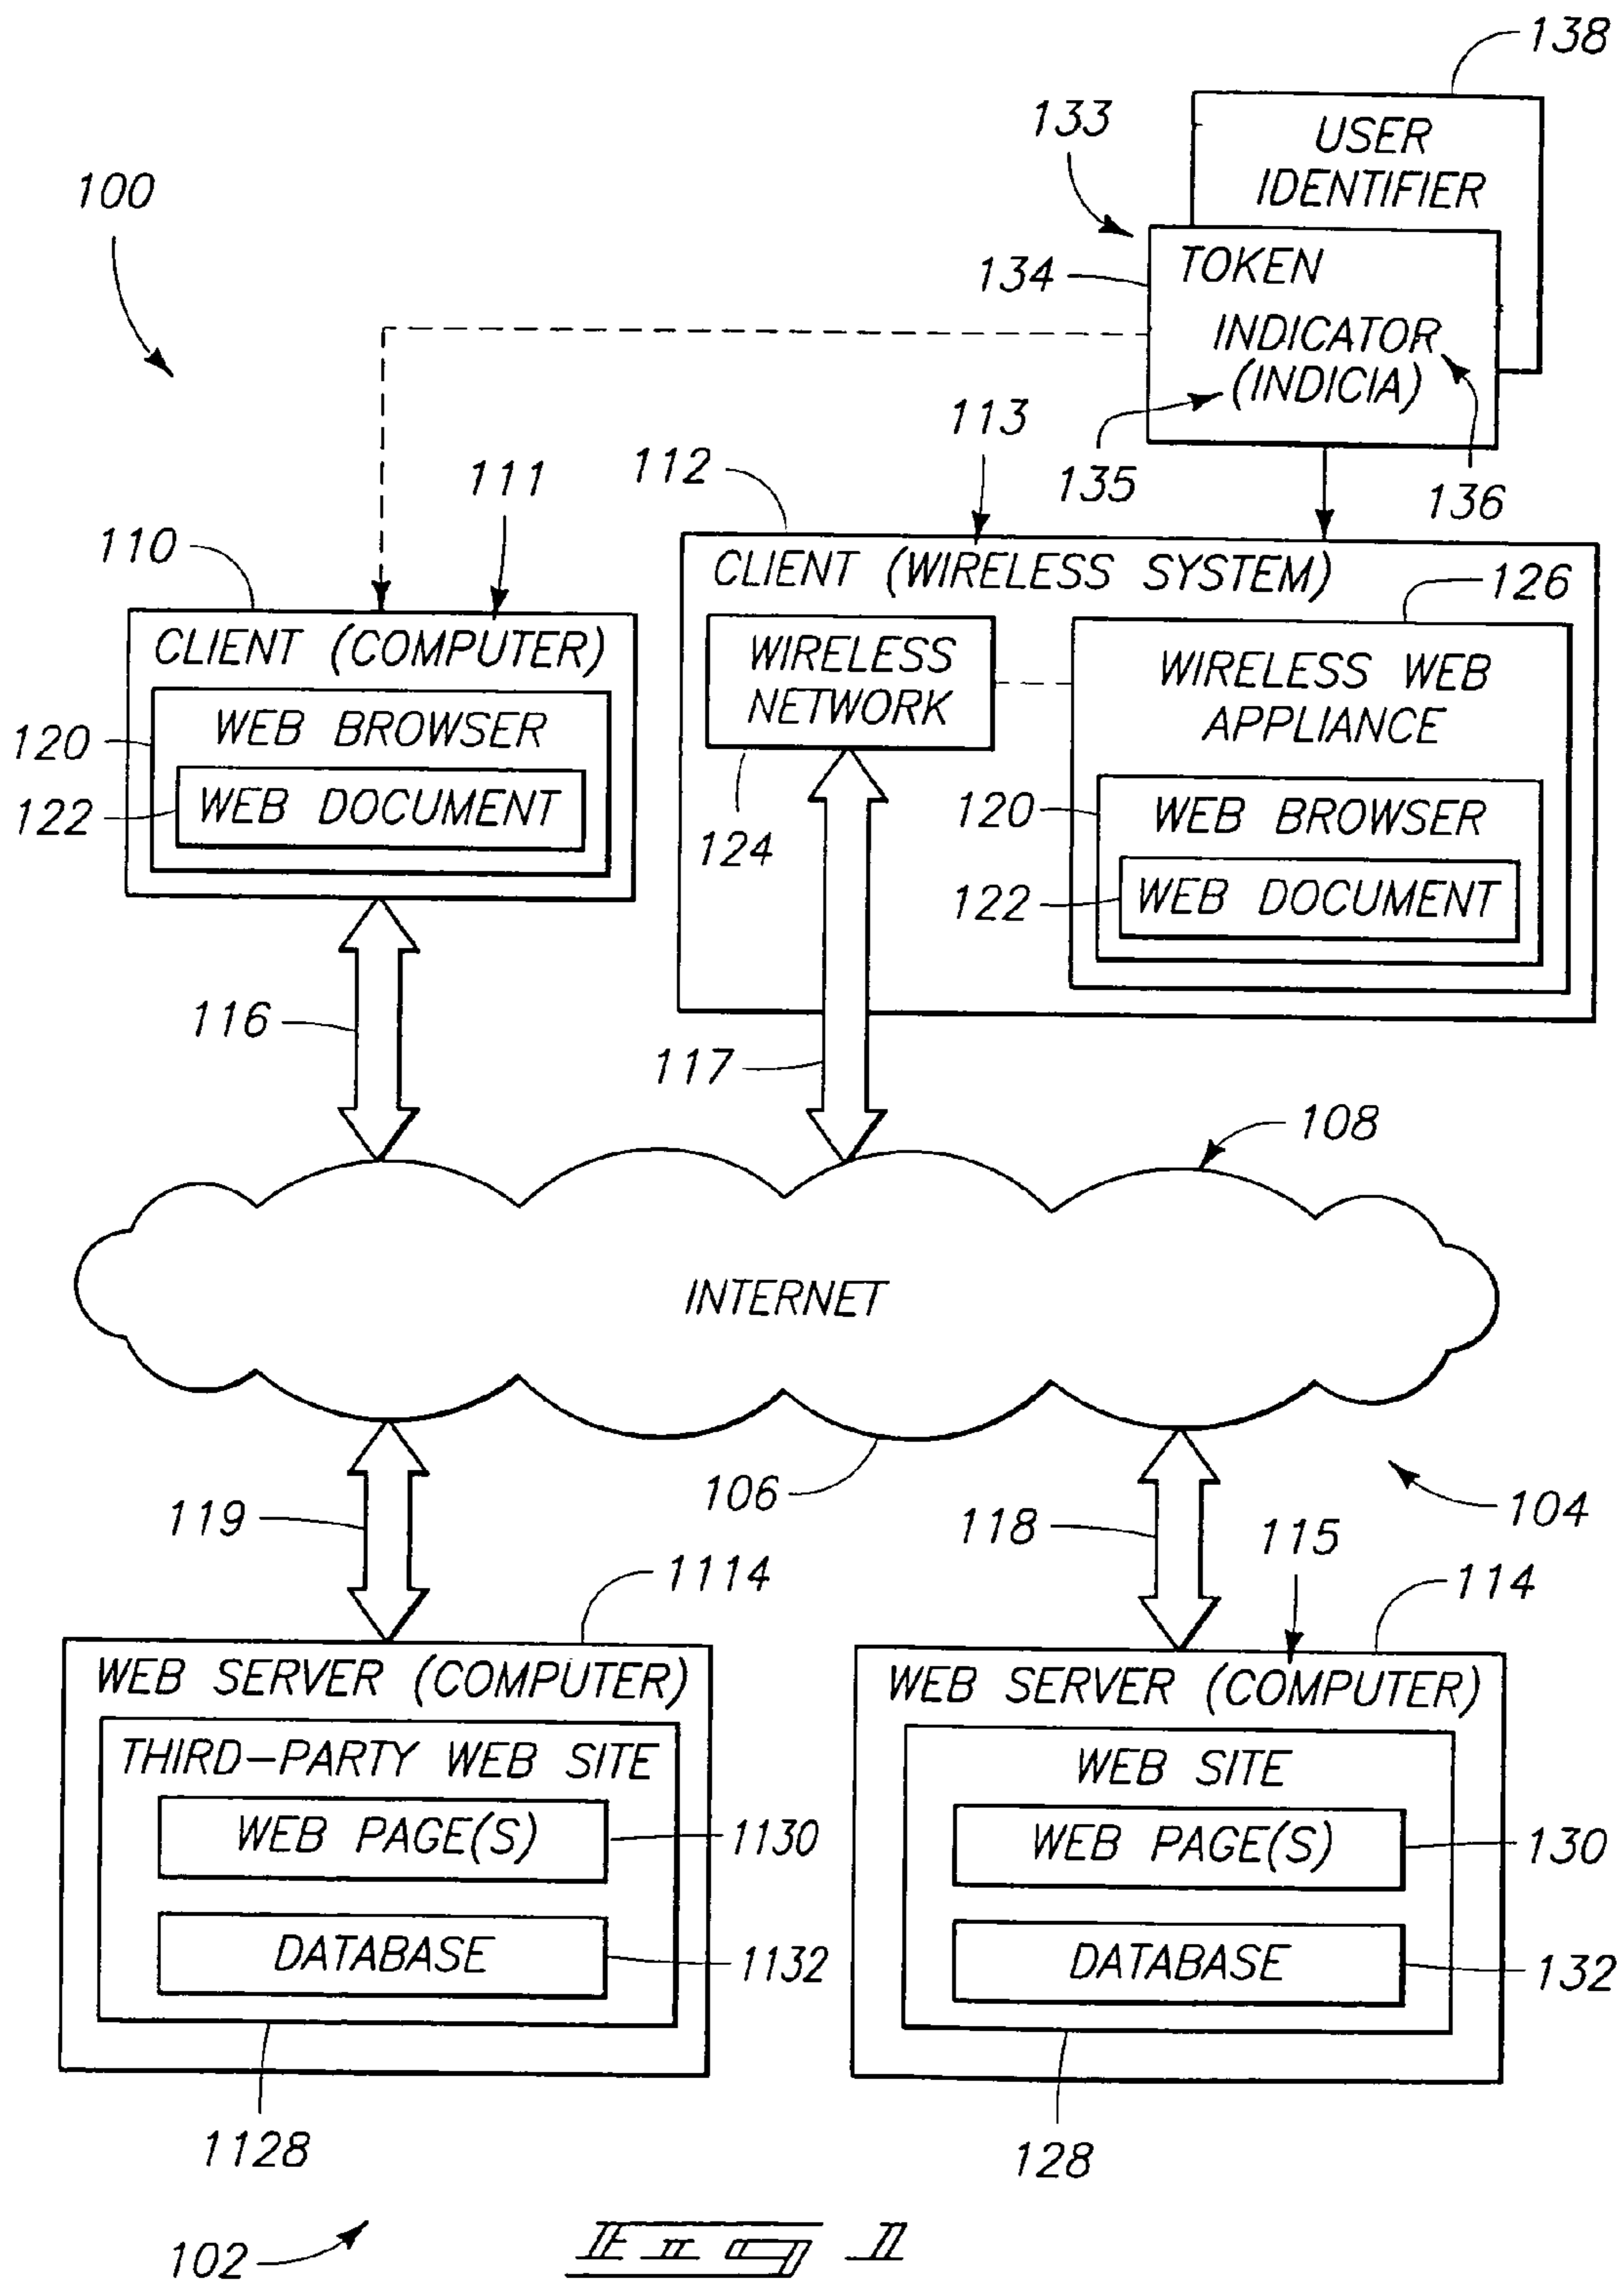 138
133
USER
IDENTIFIER
100
134
TOKEN
INDICATOR
(INDICIA)
135
136
113
112
111
110
CLIENT (WIRELESS SYSTEM)
126
CLIENT (COMPUTER)
WIRELESS
NETWORK
WIRELESS WEB
APPLIANCE
120
WEB BROWSER
122
WEB DOCUMENT
124
120
WEB BROWSER
122
WEB DOCUMENT
116
117
108
INTERNET
106
104
119
118
115
1114
114
WEB SERVER (COMPUTER)
THIRD-PARTY WEB SITE
WEB PAGE(S)
1130
DATABASE
1132
1128
WEB SERVER (COMPUTER)
WEB SITE
WEB PAGE(S)
130
DATABASE
132
128
102
Fig 1